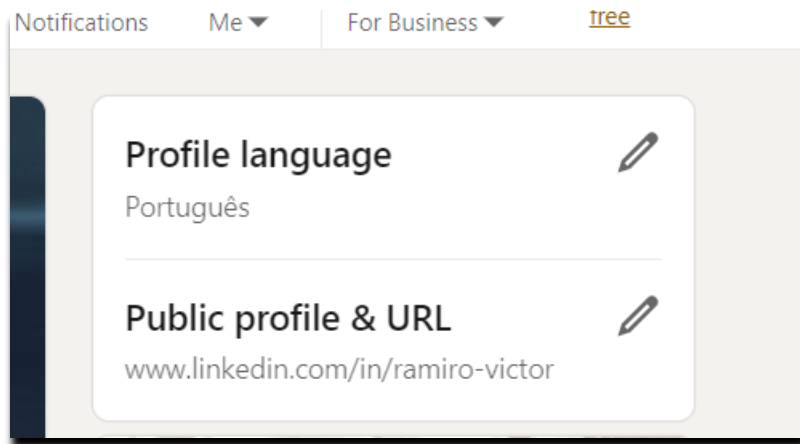 Notifications Me For Business free
Profile language
Português
Public profile & URL
www.linkedin.com/in/ramiro-victor